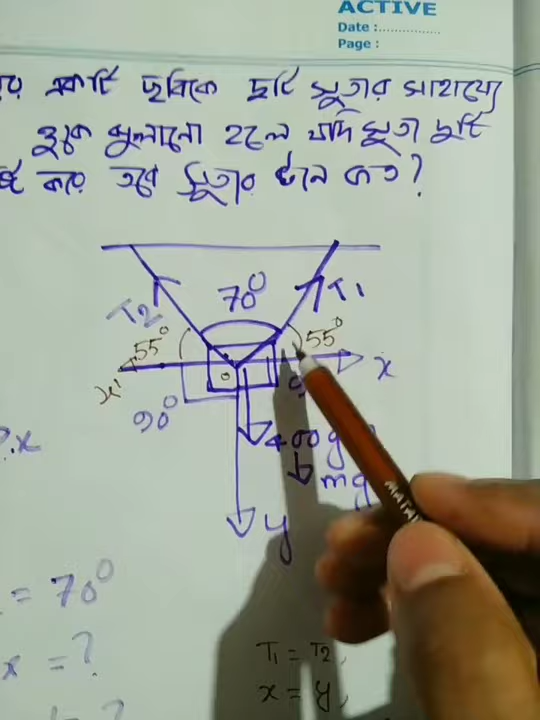 ACTIVE
Date :
Page :
একটি ছবিকে দুটি সুতার সাহায্যে
ঝুলানো হলে যদি সুতা দুটি
করে তবে সুতার টান কত?
70°
T1
T2
55°
55°
x'
x
o
90°
400 g
mg
y
.x
= 70°
x = ?
T1 = T2,
x = y,